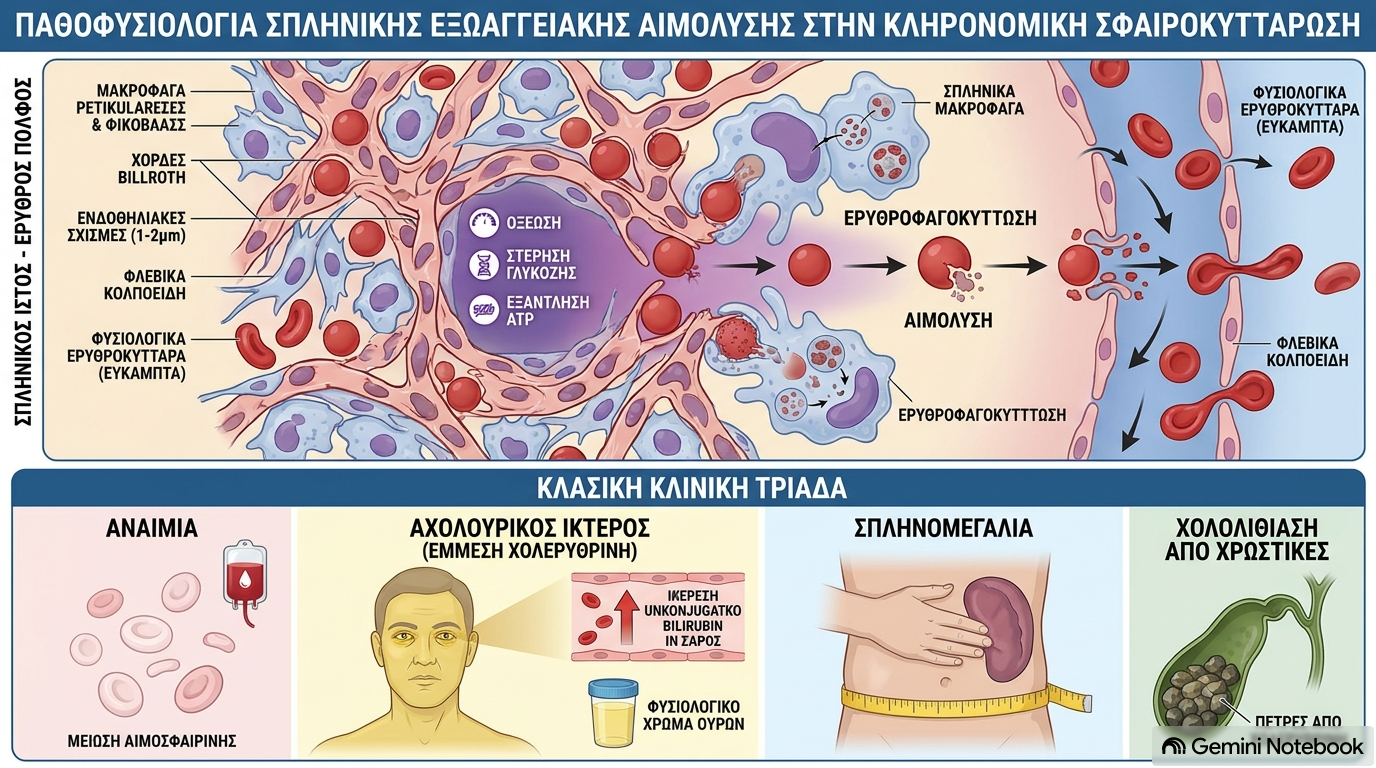 ΠΑΘΟΦΥΣΙΟΛΟΓΙΑ ΣΠΛΗΝΙΚΗΣ ΕΞΩΑΓΓΕΙΑΚΗΣ ΑΙΜΟΛΥΣΗΣ ΣΤΗΝ ΚΛΗΡΟΝΟΜΙΚΗ ΣΦΑΙΡΟΚΥΤΤΑΡΩΣΗ
ΣΠΛΗΝΙΚΟΣ ΙΣΤΟΣ - ΕΡΥΘΡΟΣ ΠΟΛΦΟΣ
ΜΑΚΡΟΦΑΓΑ
ΡΕΤΙΚULΑΡΕΣΕΣ
& ΦΙΚΟΒΑΑΣΣ
ΧΟΡΔΕΣ
BILLROTH
ΕΝΔΟΘΗΛΙΑΚΕΣ
ΣΧΙΣΜΕΣ (1-2μm)
ΦΛΕΒΙΚΑ
ΚΟΛΠΟΕΙΔΗ
ΦΥΣΙΟΛΟΓΙΚΑ
ΕΡΥΘΡΟΚΥΤΤΑΡΑ
(ΕΥΚΑΜΠΤΑ)
ΟΞΕΩΣΗ
ΣΤΕΡΗΣΗ
ΓΛΥΚΟΖΗΣ
ΕΞΑΝΤΛΗΣΗ
ATP
ΣΠΛΗΝΙΚΑ
ΜΑΚΡΟΦΑΓΑ
ΕΡΥΘΡΟΦΑΓΟΚΥΤΤΩΣΗ
ΑΙΜΟΛΥΣΗ
ΕΡΥΘΡΟΦΑΓΟΚΥΤΤΤΩΣΗ
ΦΥΣΙΟΛΟΓΙΚΑ
ΕΡΥΘΡΟΚΥΤΤΑΡΑ
(ΕΥΚΑΜΠΤΑ)
ΦΛΕΒΙΚΑ
ΚΟΛΠΟΕΙΔΗ
ΚΛΑΣΙΚΗ ΚΛΙΝΙΚΗ ΤΡΙΑΔΑ
ΑΝΑΙΜΙΑ
ΜΕΙΩΣΗ ΑΙΜΟΣΦΑΙΡΙΝΗΣ
ΑΧΟΛΟΥΡΙΚΟΣ ΙΚΤΕΡΟΣ
(ΕΜΜΕΣΗ ΧΟΛΕΡΥΘΡΙΝΗ)
ΙΚΕΡΕΣΗ
UNKONJUGATKO
BILIRUBIN
IN ΣΑΡΟΣ
ΦΥΣΙΟΛΟΓΙΚΟ
ΧΡΩΜΑ ΟΥΡΩΝ
ΣΠΛΗΝΟΜΕΓΑΛΙΑ
ΧΟΛΟΛΙΘΙΑΣΗ
ΑΠΟ ΧΡΩΣΤΙΚΕΣ
ΠΕΤΡΕΣ ΑΠΟ
Gemini Notebook